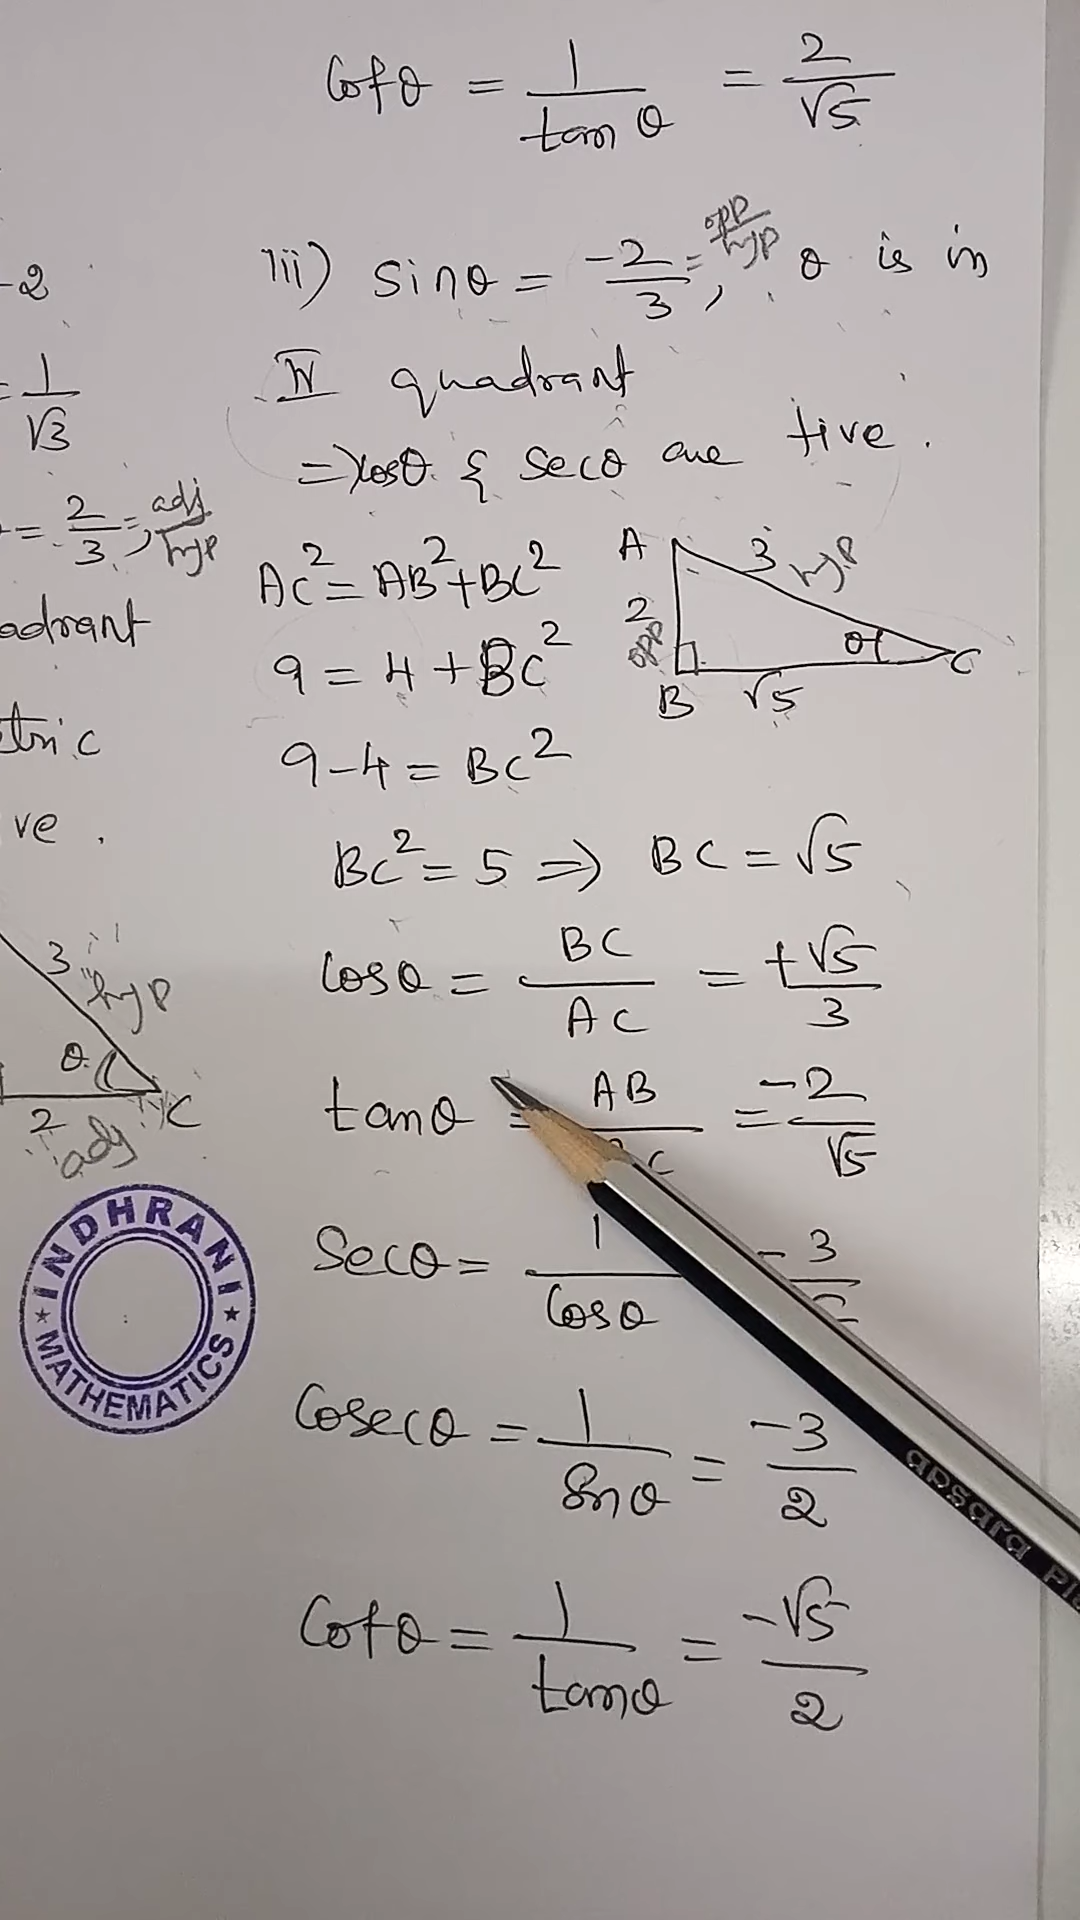 cotθ = 1/tanθ = 2/√5
-2
= 1/√3
= 2/3 = adj/hyp,
adrant
tric
ve .
3 hyp
θ
2 C
adj
iii) sinθ = -2/3 = opp/hyp, θ is in
IV quadrant
=> cosθ & secθ are +ive.
AC² = AB² + BC²
A 3 hyp
2 opp θ C
B √5
9 = 4 + BC²
9-4 = BC²
BC² = 5 => BC = √5
cosθ = BC/AC = +√5/3
tanθ = AB/BC = -2/√5
secθ = 1/cosθ 3
cosecθ = 1/sinθ = -3/2
cotθ = 1/tanθ = -√5/2
INDHRANI
★ MATHEMATICS ★
apsara Pl